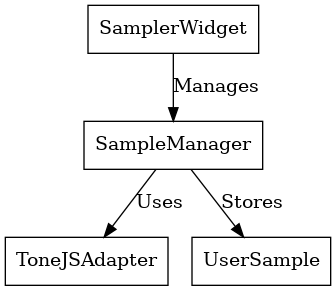 SamplerWidget
Manages
SampleManager
Uses
Stores
ToneJSAdapter
UserSample